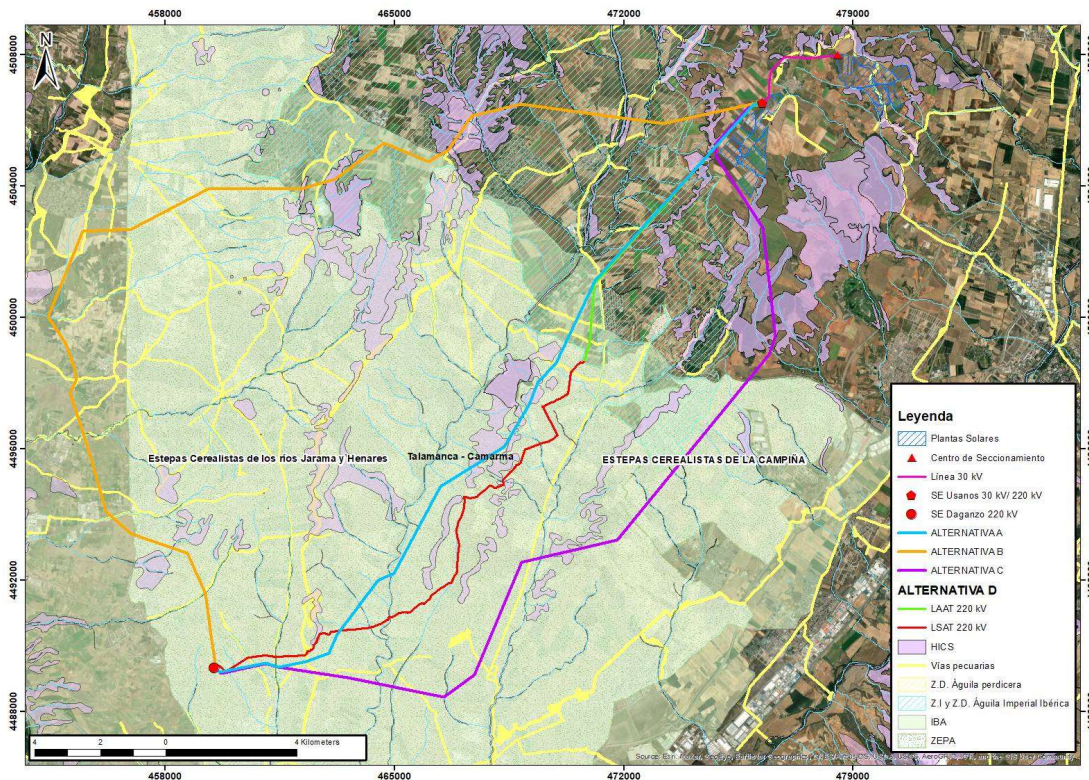 458000 465000 472000 479000
N
4508000
4504000
4500000
4496000
4492000
4488000
Estepas Cerealistas de los ríos Jarama y Henares
Talamanca - Camarma
ESTEPAS CEREALISTAS DE LA CAMPIÑA
Leyenda
Plantas Solares
Centro de Seccionamiento
Línea 30 kV
SE Usanos 30 kV/ 220 kV
SE Daganzo 220 kV
ALTERNATIVA A
ALTERNATIVA B
ALTERNATIVA C
ALTERNATIVA D
LAAT 220 kV
LSAT 220 kV
HICS
Vías pecuarias
Z.D. Águila perdicera
Z.I y Z.D. Águila Imperial Ibérica
IBA
ZEPA
4 2 0 4 Kilometers
458000 465000 472000 479000